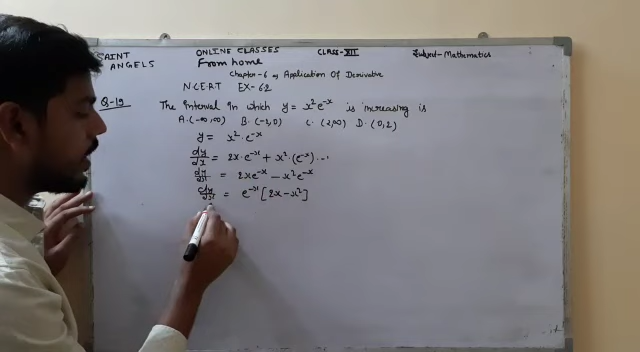 SAINT ANGELS
ONLINE CLASSES From home
CLASS-XII
Subject-Mathematics
Chapter-6, Application Of Derivative
NCERT EX-6.2
Q-19 The Interval In which y = x²e⁻ˣ is increasing is
A.(-∞,∞) B.(-2,0) C.(2,∞) D.(0,2)
y = x²·e⁻ˣ
dy/dx = 2x·e⁻ˣ + x²·(e⁻ˣ)·-1
dy/dx = 2xe⁻ˣ - x²e⁻ˣ
dy/dx = e⁻ˣ[2x-x²]